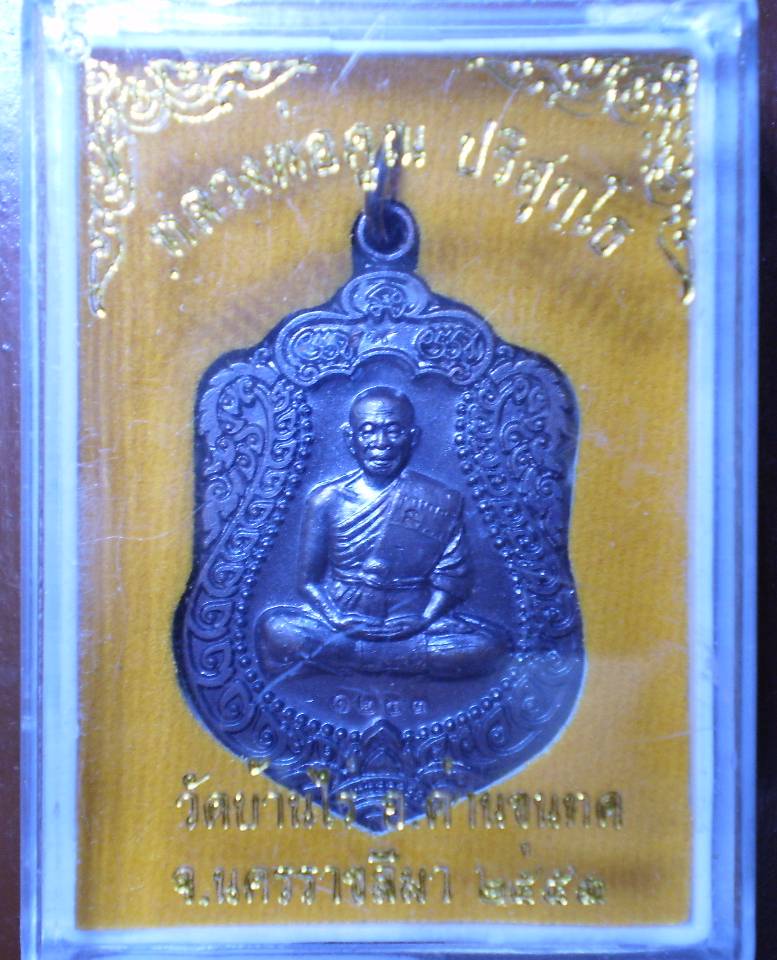 หลวงพ่อคูณ ปริสุทฺโธ
วัดบ้านไร่ อ.ด่านขุนทด
จ.นครราชสีมา ๒๕๕๑